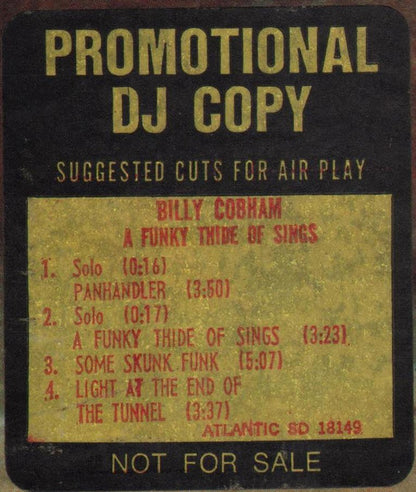 PROMOTIONAL
DJ COPY
SUGGESTED CUTS FOR AIR PLAY
BILLY COBHAM
A FUNKY THIDE OF SINGS
1. Solo (0:16)
PANHANDLER (3:50)
2. Solo (0:17)
A FUNKY THIDE OF SINGS (3:23)
3. SOME SKUNK FUNK (5:07)
4. LIGHT AT THE END OF
THE TUNNEL (3:37)
ATLANTIC SD 18149
NOT FOR SALE